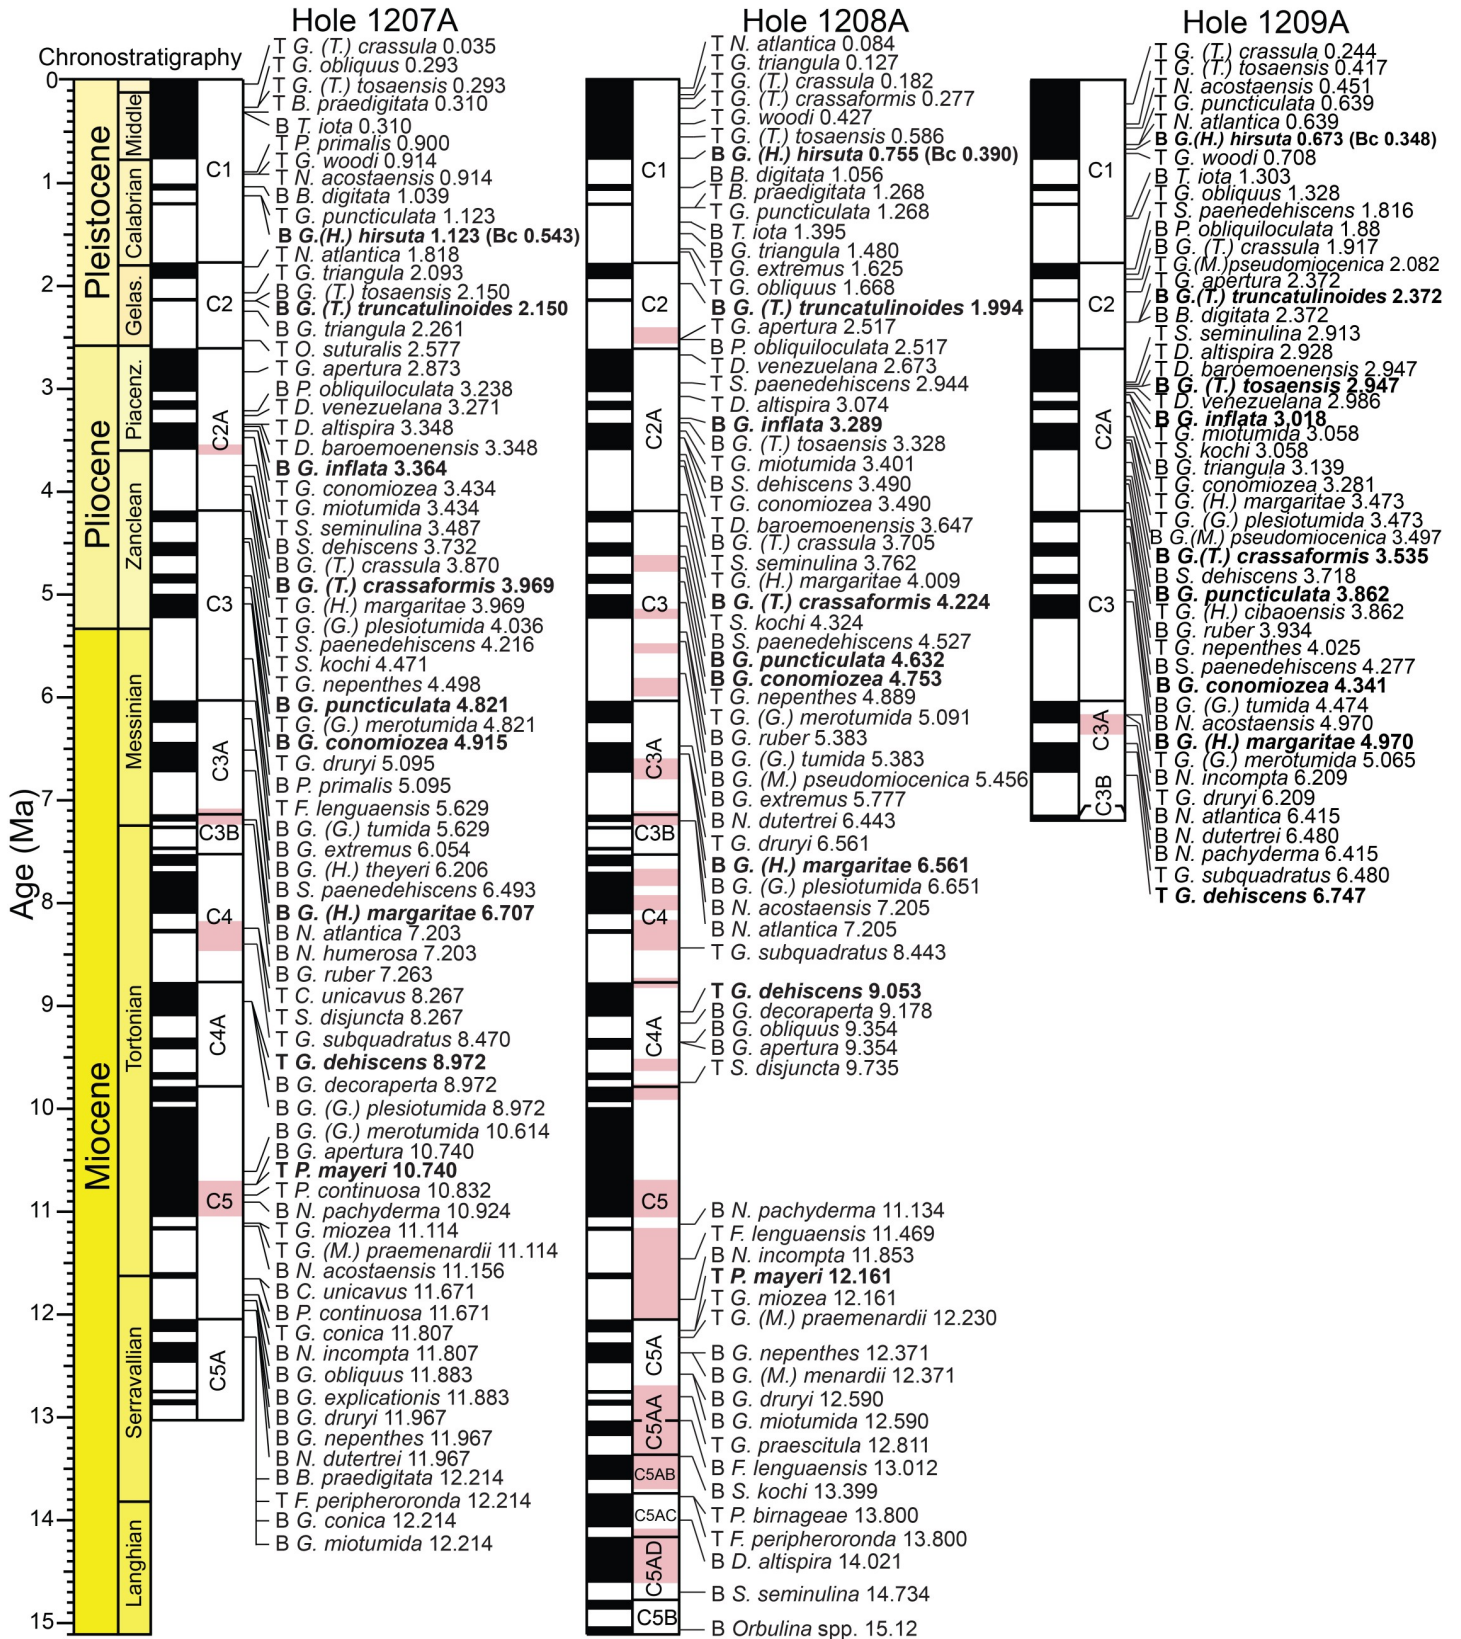 Hole 1207A
Hole 1208A
Hole 1209A
Chronostratigraphy
Age (Ma)
0
1
2
3
4
5
6
7
8
9
10
11
12
13
14
15
Pleistocene
Pliocene
Miocene
Middle
Calabrian
Gelas.
Piacenz.
Zanclean
Messinian
Tortonian
Serravallian
Langhian
C1
C2
C2A
C3
C3A
C3B
C4
C4A
C5
C5A
T G. (T.) crassula 0.035
T G. obliquus 0.293
T G. (T.) tosaensis 0.293
T B. praedigitata 0.310
B T. iota 0.310
T P. primalis 0.900
T G. woodi 0.914
T N. acostaensis 0.914
B B. digitata 1.039
T G. puncticulata 1.123
B G.(H.) hirsuta 1.123 (Bc 0.543)
T N. atlantica 1.818
T G. triangula 2.093
B G. (T.) tosaensis 2.150
B G. (T.) truncatulinoides 2.150
B G. triangula 2.261
T O. suturalis 2.577
T G. apertura 2.873
B P. obliquiloculata 3.238
T D. venezuelana 3.271
T D. altispira 3.348
T D. baroemoenensis 3.348
B G. inflata 3.364
T G. conomiozea 3.434
T G. miotumida 3.434
T S. seminulina 3.487
B S. dehiscens 3.732
B G. (T.) crassula 3.870
B G. (T.) crassaformis 3.969
T G. (H.) margaritae 3.969
T G. (G.) plesiotumida 4.036
T S. paenedehiscens 4.216
T S. kochi 4.471
T G. nepenthes 4.498
B G. puncticulata 4.821
T G. (G.) merotumida 4.821
B G. conomiozea 4.915
T G. druryi 5.095
B P. primalis 5.095
T F. lenguaensis 5.629
B G. (G.) tumida 5.629
B G. extremus 6.054
B G. (H.) theyeri 6.206
B S. paenedehiscens 6.493
B G. (H.) margaritae 6.707
B N. atlantica 7.203
B N. humerosa 7.203
B G. ruber 7.263
T C. unicavus 8.267
T S. disjuncta 8.267
T G. subquadratus 8.470
T G. dehiscens 8.972
B G. decoraperta 8.972
B G. (G.) plesiotumida 8.972
B G. (G.) merotumida 10.614
B G. apertura 10.740
T P. mayeri 10.740
T P. continuosa 10.832
B N. pachyderma 10.924
T G. miozea 11.114
T G. (M.) praemenardii 11.114
B N. acostaensis 11.156
B C. unicavus 11.671
B P. continuosa 11.671
T G. conica 11.807
B N. incompta 11.807
B G. obliquus 11.883
B G. explicationis 11.883
B G. druryi 11.967
B G. nepenthes 11.967
B N. dutertrei 11.967
B B. praedigitata 12.214
T F. peripheroronda 12.214
B G. conica 12.214
B G. miotumida 12.214
C1
C2
C2A
C3
C3A
C3B
C4
C4A
C5
C5A
C5AA
C5AB
C5AC
C5AD
C5B
T N. atlantica 0.084
T G. triangula 0.127
T G. (T.) crassula 0.182
T G. (T.) crassaformis 0.277
T G. woodi 0.427
T G. (T.) tosaensis 0.586
B G. (H.) hirsuta 0.755 (Bc 0.390)
B B. digitata 1.056
T B. praedigitata 1.268
T G. puncticulata 1.268
B T. iota 1.395
B G. triangula 1.480
T G. extremus 1.625
T G. obliquus 1.668
B G. (T.) truncatulinoides 1.994
T G. apertura 2.517
B P. obliquiloculata 2.517
T D. venezuelana 2.673
T S. paenedehiscens 2.944
T D. altispira 3.074
B G. inflata 3.289
B G. (T.) tosaensis 3.328
T G. miotumida 3.401
B S. dehiscens 3.490
T G. conomiozea 3.490
T D. baroemoenensis 3.647
B G. (T.) crassula 3.705
T S. seminulina 3.762
T G. (H.) margaritae 4.009
B G. (T.) crassaformis 4.224
T S. kochi 4.324
B S. paenedehiscens 4.527
B G. puncticulata 4.632
B G. conomiozea 4.753
T G. nepenthes 4.889
T G. (G.) merotumida 5.091
B G. ruber 5.383
B G. (G.) tumida 5.383
B G. (M.) pseudomiocenica 5.456
B G. extremus 5.777
B N. dutertrei 6.443
T G. druryi 6.561
B G. (H.) margaritae 6.561
B G. (G.) plesiotumida 6.651
B N. acostaensis 7.205
B N. atlantica 7.205
T G. subquadratus 8.443
T G. dehiscens 9.053
B G. decoraperta 9.178
B G. obliquus 9.354
B G. apertura 9.354
T S. disjuncta 9.735
B N. pachyderma 11.134
T F. lenguaensis 11.469
B N. incompta 11.853
T P. mayeri 12.161
T G. miozea 12.161
T G. (M.) praemenardii 12.230
B G. nepenthes 12.371
B G. (M.) menardii 12.371
B G. druryi 12.590
B G. miotumida 12.590
T G. praescitula 12.811
B F. lenguaensis 13.012
B S. kochi 13.399
T P. birnageae 13.800
T F. peripheroronda 13.800
B D. altispira 14.021
B S. seminulina 14.734
B Orbulina spp. 15.12
C1
C2
C2A
C3
C3A
C3B
T G. (T.) crassula 0.244
T G. (T.) tosaensis 0.417
T N. acostaensis 0.451
T G. puncticulata 0.639
T N. atlantica 0.639
B G.(H.) hirsuta 0.673 (Bc 0.348)
T G. woodi 0.708
B T. iota 1.303
T G. obliquus 1.328
T S. paenedehiscens 1.816
B P. obliquiloculata 1.88
B G. (T.) crassula 1.917
T G.(M.)pseudomiocenica 2.082
T G. apertura 2.372
B G.(T.) truncatulinoides 2.372
B B. digitata 2.372
T S. seminulina 2.913
T D. altispira 2.928
T D. baroemoensis 2.947
B G. (T.) tosaensis 2.947
T D. venezuelana 2.986
B G. inflata 3.018
T G. miotumida 3.058
T S. kochi 3.058
B G. triangula 3.139
T G. conomiozea 3.281
T G. (H.) margaritae 3.473
T G. (G.) plesiotumida 3.473
B G.(M.) pseudomiocenica 3.497
B G.(T.) crassaformis 3.535
B S. dehiscens 3.718
B G. puncticulata 3.862
T G. (H.) cibaoensis 3.862
B G. ruber 3.934
T G. nepenthes 4.025
B S. paenedehiscens 4.277
B G. conomiozea 4.341
B G. (G.) tumida 4.474
B N. acostaensis 4.970
B G. (H.) margaritae 4.970
T G. (G.) merotumida 5.065
B N. incompta 6.209
T G. druryi 6.209
B N. atlantica 6.415
B N. dutertrei 6.480
B N. pachyderma 6.415
T G. subquadratus 6.480
T G. dehiscens 6.747